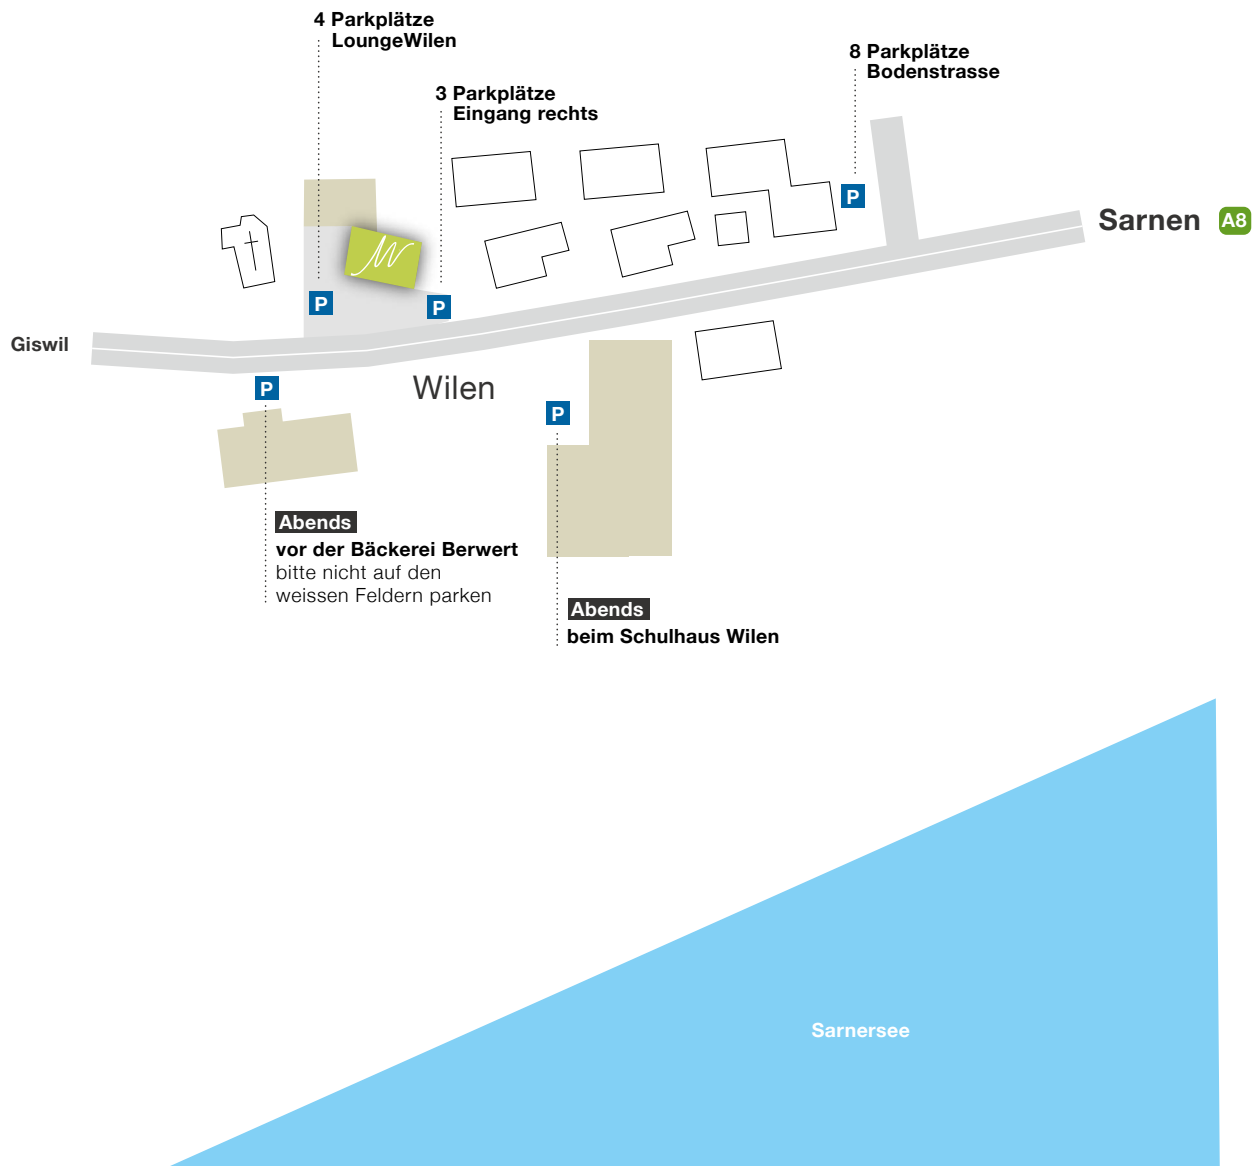 4 Parkplätze
LoungeWilen
8 Parkplätze
Bodenstrasse
3 Parkplätze
Eingang rechts
P
Sarnen A8
P
P
Giswil
P
Wilen
P
Abends
vor der Bäckerei Berwert
bitte nicht auf den
weissen Feldern parken
Abends
beim Schulhaus Wilen
Sarnersee